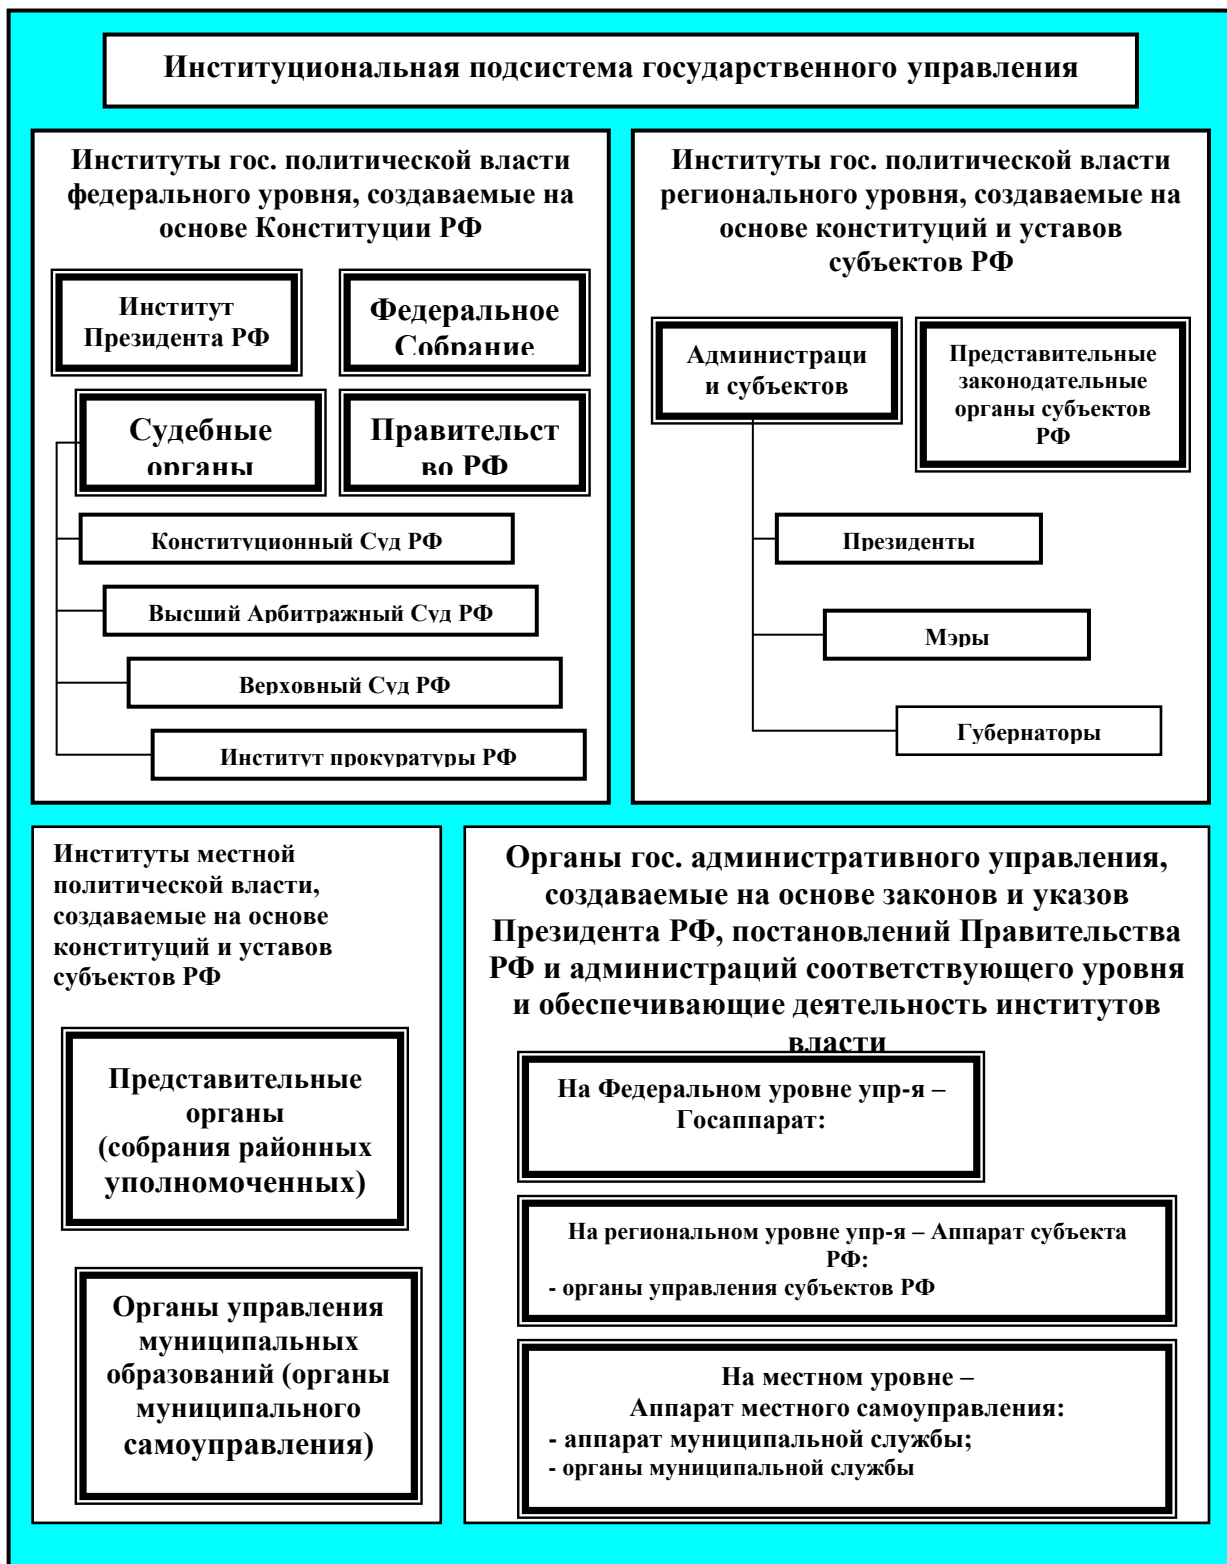 Институциональная подсистема государственного управления
Институты гос. политической власти
федерального уровня, создаваемые на
основе Конституции РФ
Институт
Президента РФ
Федеральное
Собрание
Судебные
органы
Правительст
во РФ
Конституционный Суд РФ
Высший Арбитражный Суд РФ
Верховный Суд РФ
Институт прокуратуры РФ
Институты гос. политической власти
регионального уровня, создаваемые на
основе конституций и уставов
субъектов РФ
Администраци
и субъектов
Представительные
законодательные
органы субъектов
РФ
Президенты
Мэры
Губернаторы
Институты местной
политической власти,
создаваемые на основе
конституций и уставов
субъектов РФ
Представительные
органы
(собрания районных
уполномоченных)
Органы управления
муниципальных
образований (органы
муниципального
самоуправления)
Органы гос. административного управления,
создаваемые на основе законов и указов
Президента РФ, постановлений Правительства
РФ и администраций соответствующего уровня
и обеспечивающие деятельность институтов
власти
На Федеральном уровне упр-я –
Госаппарат:
На региональном уровне упр-я – Аппарат субъекта
РФ:
- органы управления субъектов РФ
На местном уровне –
Аппарат местного самоуправления:
- аппарат муниципальной службы;
- органы муниципальной службы